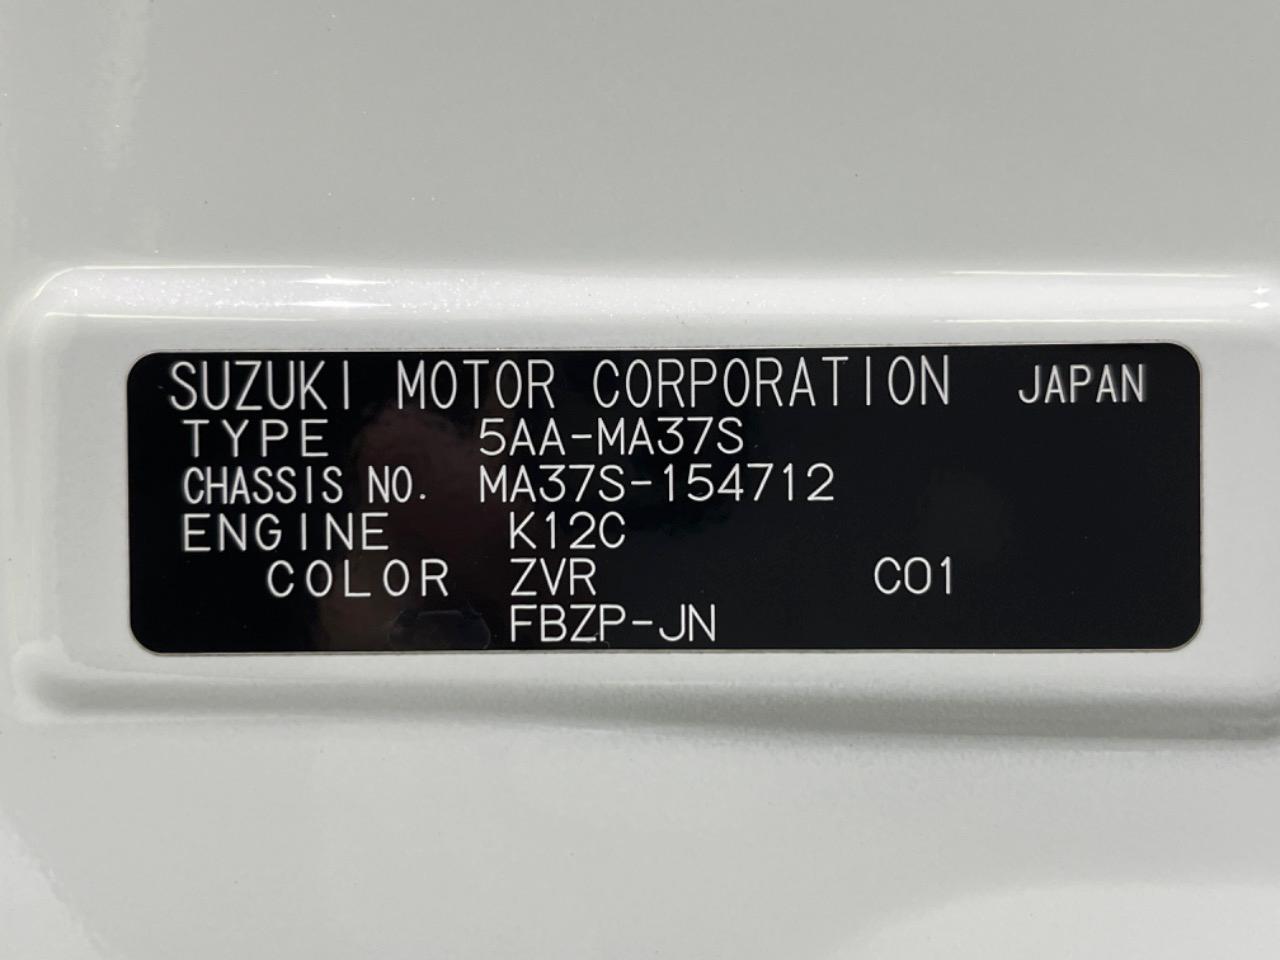 SUZUKI MOTOR CORPORATION JAPAN
TYPE 5AA-MA37S
CHASSIS NO. MA37S-154712
ENGINE K12C
COLOR ZVR C01
FBZP-JN